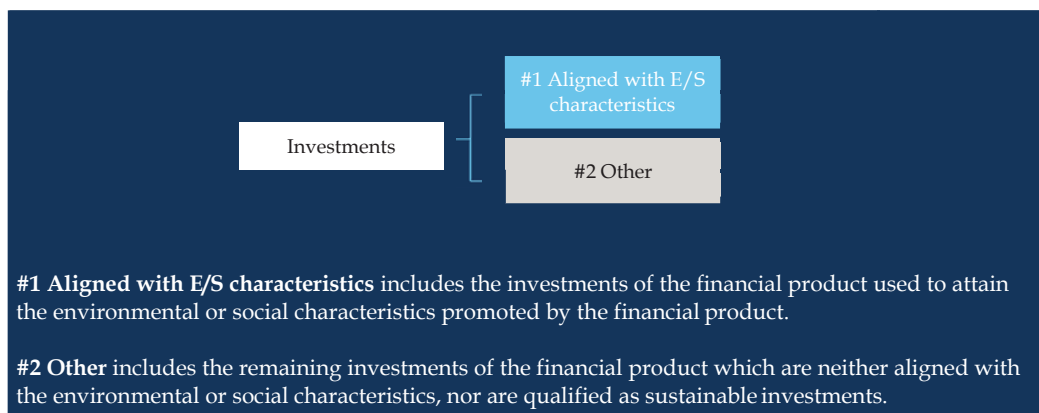 #1 Aligned with E/S
characteristics
Investments
#2 Other
#1 Aligned with E/S characteristics includes the investments of the financial product used to attain
the environmental or social characteristics promoted by the financial product.
#2 Other includes the remaining investments of the financial product which are neither aligned with
the environmental or social characteristics, nor are qualified as sustainable investments.